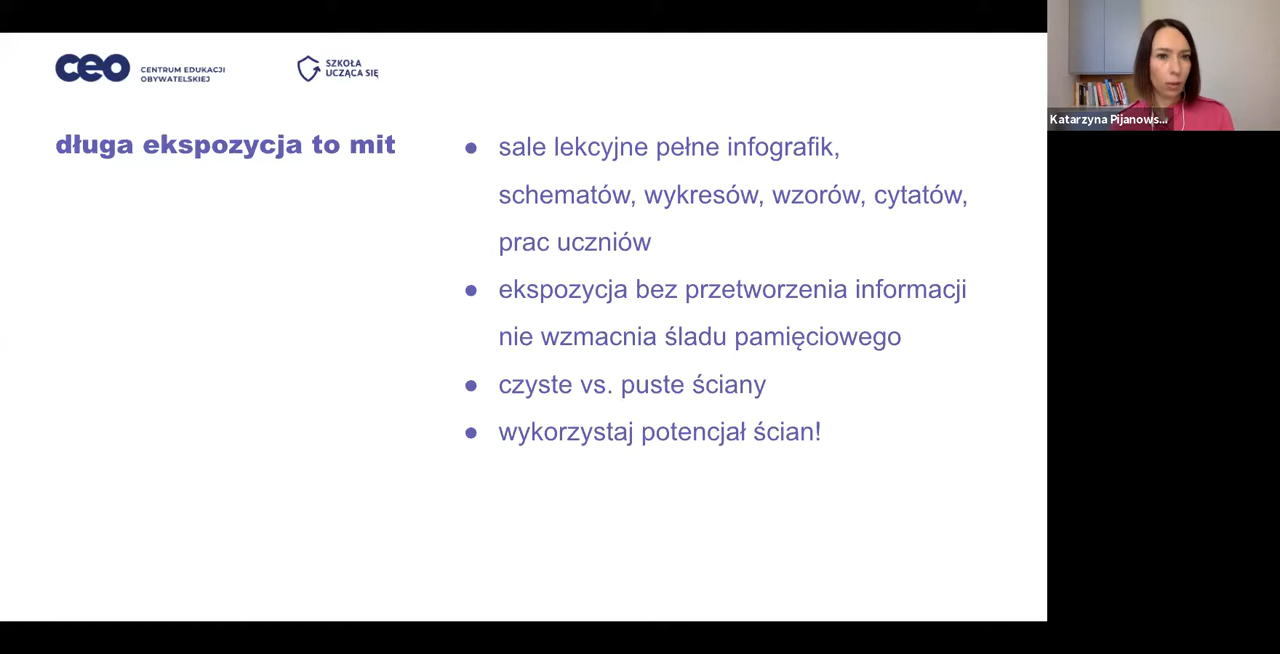 ceo
CENTRUM EDUKACJI
OBYWATELSKIEJ
SZKOŁA
UCZĄCA SIĘ
Katarzyna Pijanows...
długa ekspozycja to mit
● sale lekcyjne pełne infografik,
schematów, wykresów, wzorów, cytatów,
prac uczniów
● ekspozycja bez przetworzenia informacji
nie wzmacnia śladu pamięciowego
● czyste vs. puste ściany
● wykorzystaj potencjał ścian!